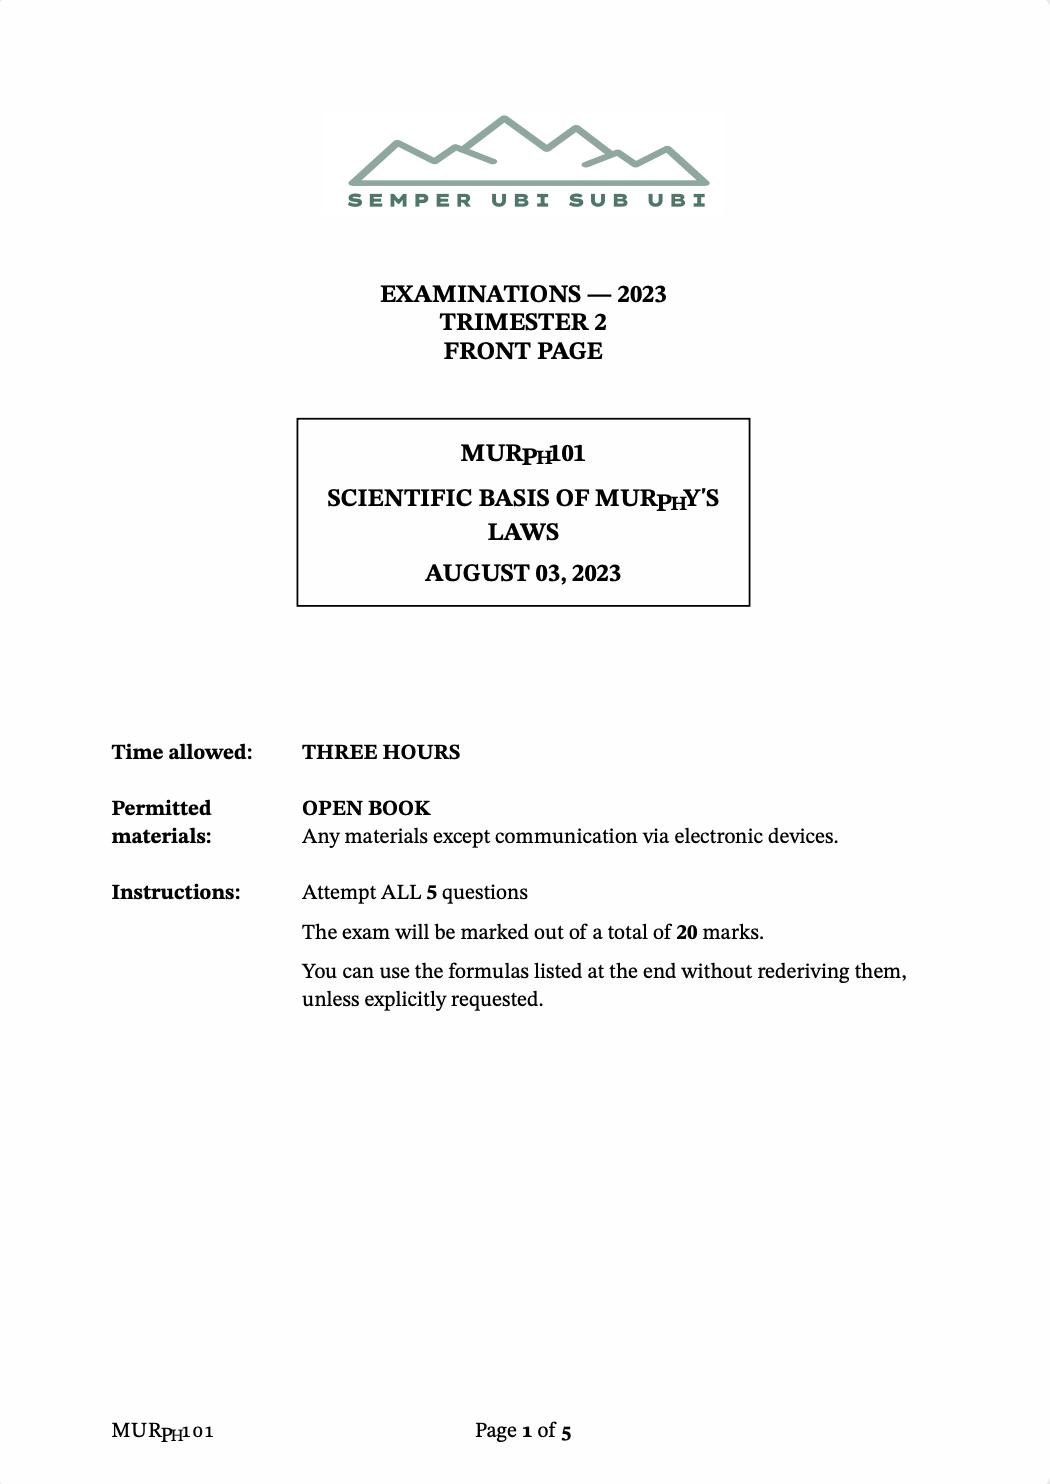 SEMPER UBI SUB UBI
EXAMINATIONS — 2023
TRIMESTER 2
FRONT PAGE
MURPH101
SCIENTIFIC BASIS OF MURPHY'S
LAWS
AUGUST 03, 2023
Time allowed: THREE HOURS
Permitted OPEN BOOK
materials: Any materials except communication via electronic devices.
Instructions: Attempt ALL 5 questions
The exam will be marked out of a total of 20 marks.
You can use the formulas listed at the end without rederiving them,
unless explicitly requested.
MURPH101 Page 1 of 5